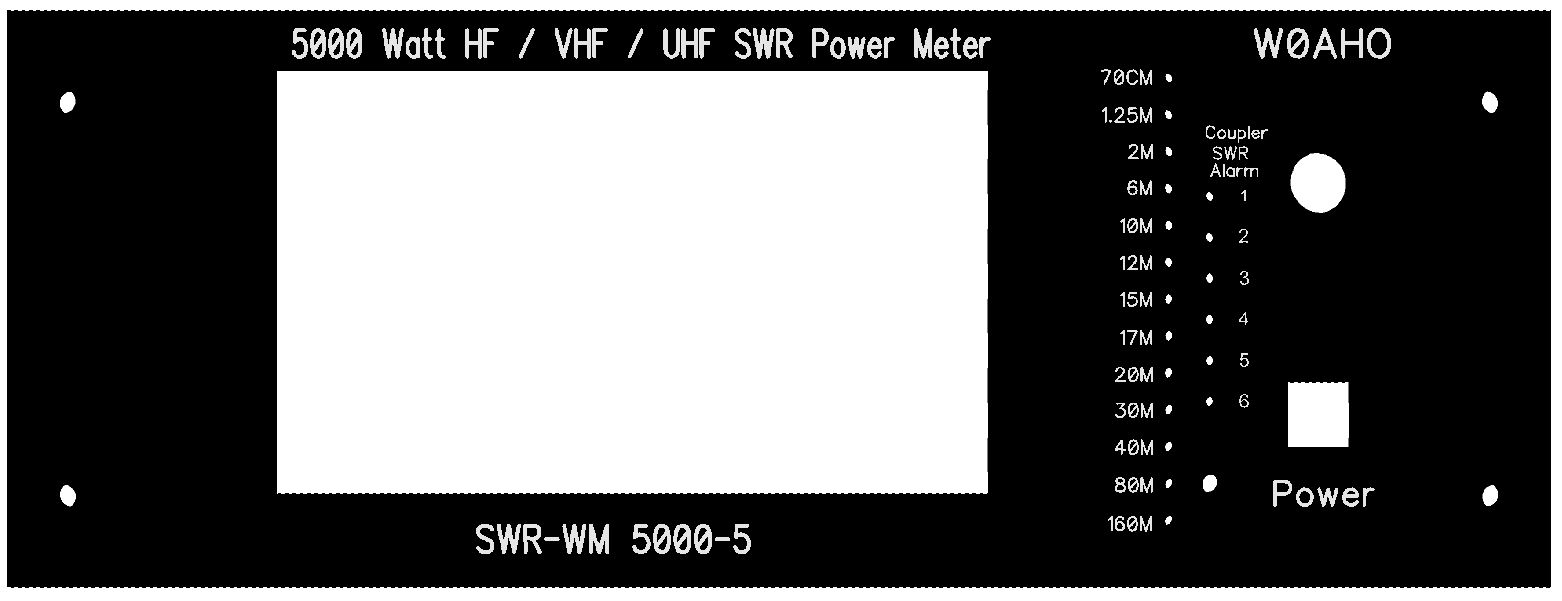 5000 Watt HF / VHF / UHF SWR Power Meter
WØAHO
70CM
1.25M
2M
6M
10M
12M
15M
17M
20M
30M
40M
80M
160M
Coupler
SWR
Alarm
1
2
3
4
5
6
Power
SWR-WM 5000-5